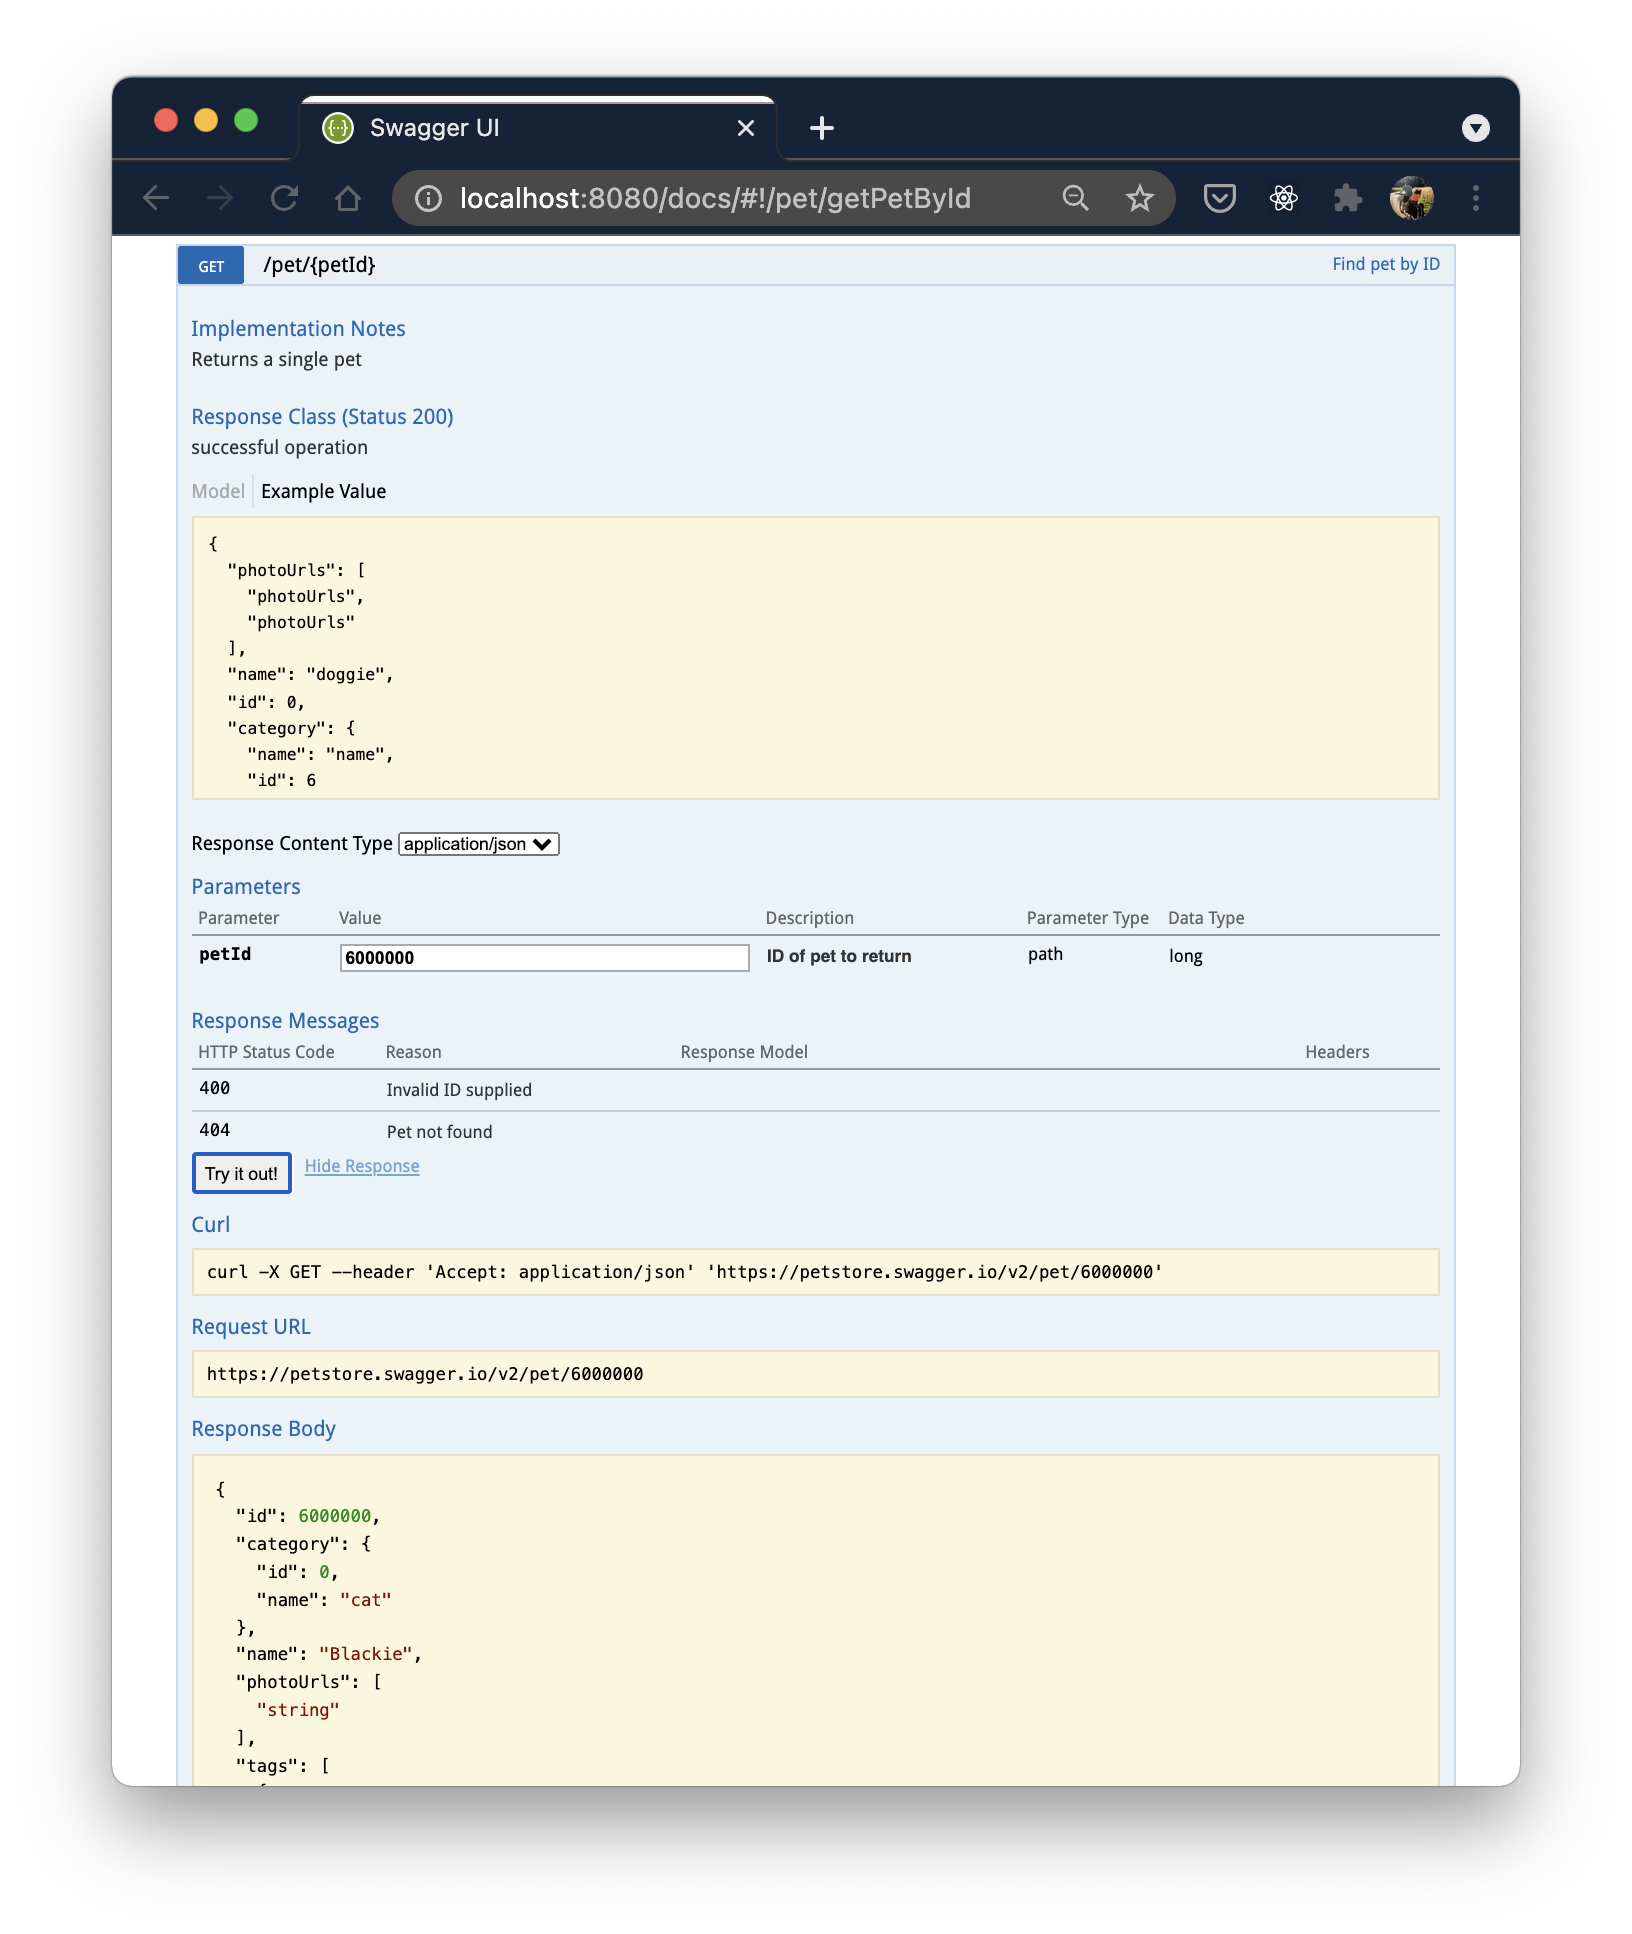 Swagger UI
localhost:8080/docs/#!/pet/getPetById
GET /pet/{petId} Find pet by ID
Implementation Notes
Returns a single pet
Response Class (Status 200)
successful operation
Model Example Value
{
  "photoUrls": [
    "photoUrls",
    "photoUrls"
  ],
  "name": "doggie",
  "id": 0,
  "category": {
    "name": "name",
    "id": 6
Response Content Type application/json
Parameters
Parameter Value Description Parameter Type Data Type
petId 6000000 ID of pet to return path long
Response Messages
HTTP Status Code Reason Response Model Headers
400 Invalid ID supplied
404 Pet not found
Try it out! Hide Response
Curl
curl -X GET --header 'Accept: application/json' 'https://petstore.swagger.io/v2/pet/6000000'
Request URL
https://petstore.swagger.io/v2/pet/6000000
Response Body
{
  "id": 6000000,
  "category": {
    "id": 0,
    "name": "cat"
  },
  "name": "Blackie",
  "photoUrls": [
    "string"
  ],
  "tags": [